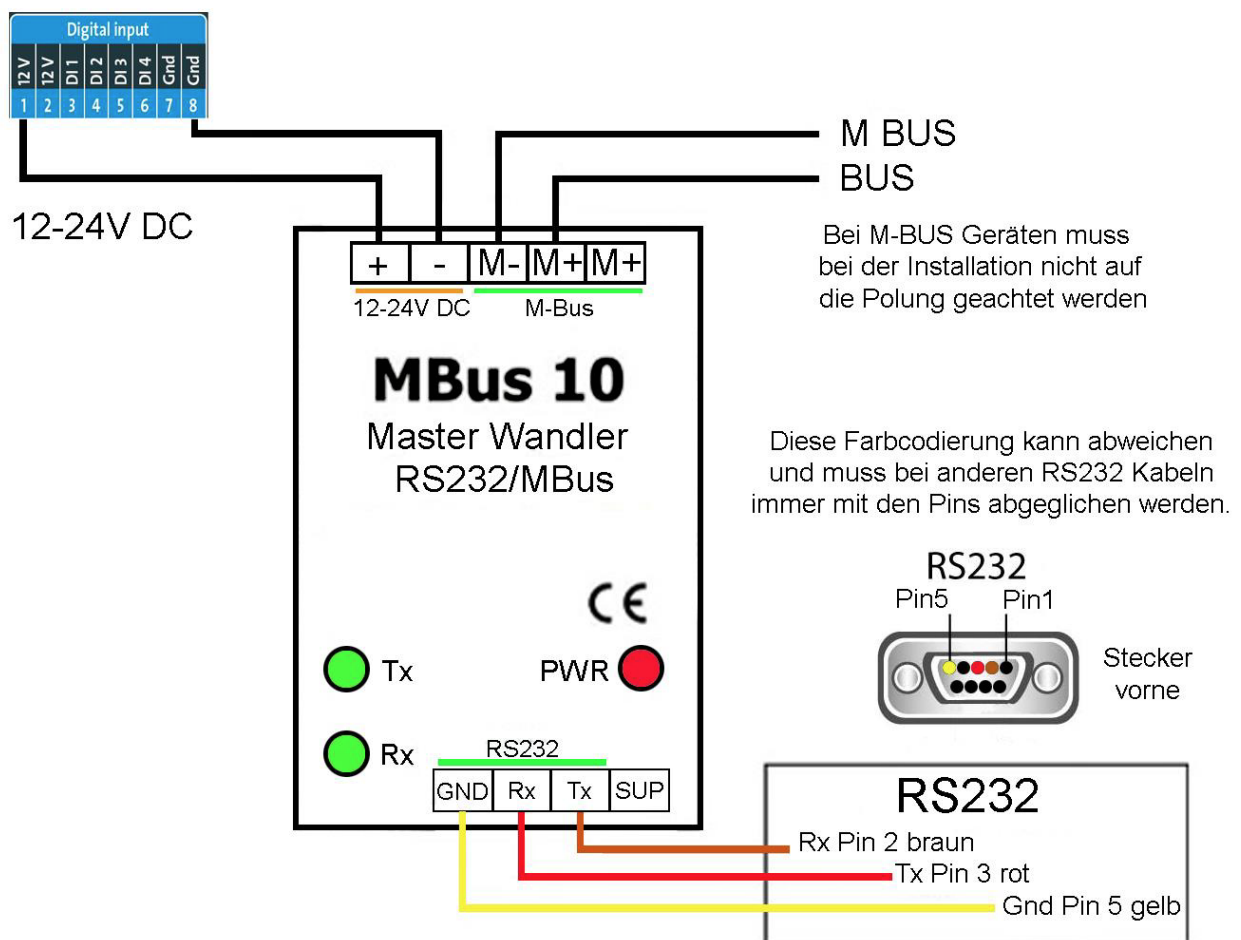 Digital input
12 V
12 V
DI 1
DI 2
DI 3
DI 4
Gnd
Gnd
1 2 3 4 5 6 7 8
M BUS
BUS
12-24V DC
Bei M-BUS Geräten muss
bei der Installation nicht auf
die Polung geachtet werden
+ - M- M+ M+
12-24V DC M-Bus
MBus 10
Master Wandler
RS232/MBus
Diese Farbcodierung kann abweichen
und muss bei anderen RS232 Kabeln
immer mit den Pins abgeglichen werden.
RS232
Pin5 Pin1
Stecker
vorne
CE
Tx PWR
Rx
RS232
GND Rx Tx SUP
RS232
Rx Pin 2 braun
Tx Pin 3 rot
Gnd Pin 5 gelb